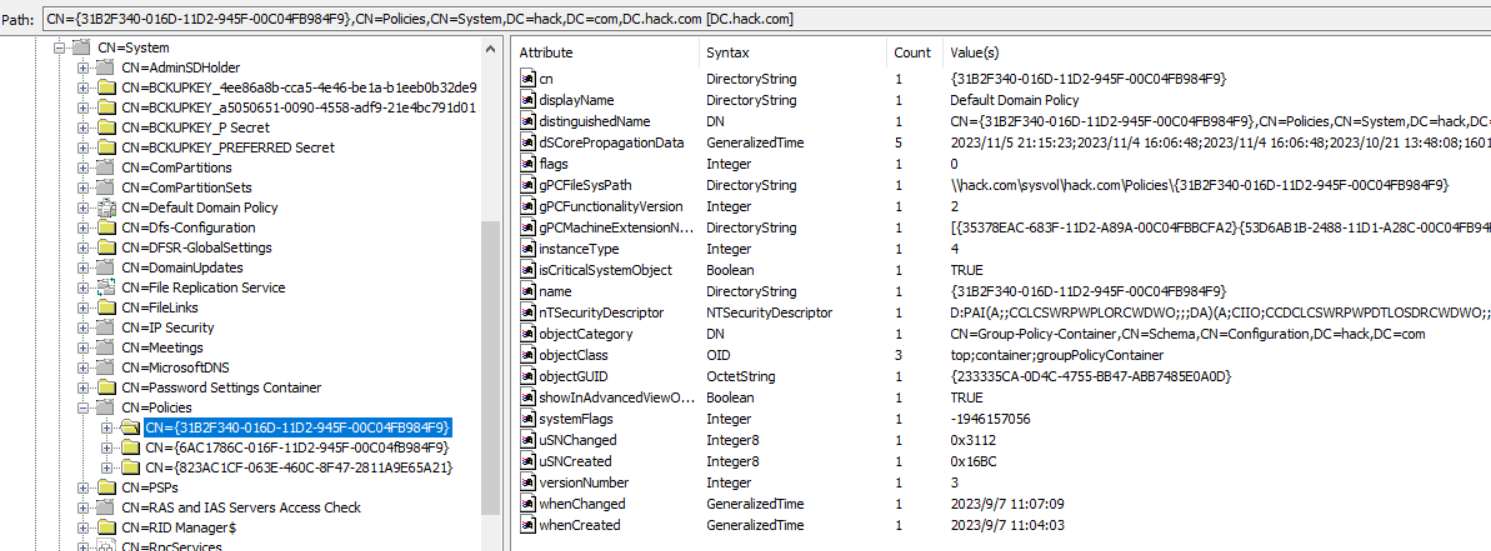 Path: CN={31B2F340-016D-11D2-945F-00C04FB984F9},CN=Policies,CN=System,DC=hack,DC=com,DC.hack.com [DC.hack.com]
CN=System
CN=AdminSDHolder
CN=BCKUPKEY_4ee86a8b-cca5-4e46-be1a-b1eeb0b32de9
CN=BCKUPKEY_a5050651-0090-4558-adf9-21e4bc791d01
CN=BCKUPKEY_P Secret
CN=BCKUPKEY_PREFERRED Secret
CN=ComPartitions
CN=ComPartitionSets
CN=Default Domain Policy
CN=Dfs-Configuration
CN=DFSR-GlobalSettings
CN=DomainUpdates
CN=File Replication Service
CN=FileLinks
CN=IP Security
CN=Meetings
CN=MicrosoftDNS
CN=Password Settings Container
CN=Policies
CN={31B2F340-016D-11D2-945F-00C04FB984F9}
CN={6AC1786C-016F-11D2-945F-00C04fB984F9}
CN={823AC1CF-063E-460C-8F47-2811A9E65A21}
CN=PSPs
CN=RAS and IAS Servers Access Check
CN=RID Manager$
CN=RpcServices
Attribute Syntax Count Value(s)
cn DirectoryString 1 {31B2F340-016D-11D2-945F-00C04FB984F9}
displayName DirectoryString 1 Default Domain Policy
distinguishedName DN 1 CN={31B2F340-016D-11D2-945F-00C04FB984F9},CN=Policies,CN=System,DC=hack,DC=
dSCorePropagationData GeneralizedTime 5 2023/11/5 21:15:23;2023/11/4 16:06:48;2023/11/4 16:06:48;2023/10/21 13:48:08;1601
flags Integer 1 0
gPCFileSysPath DirectoryString 1 \\hack.com\sysvol\hack.com\Policies\{31B2F340-016D-11D2-945F-00C04FB984F9}
gPCFunctionalityVersion Integer 1 2
gPCMachineExtensionN... DirectoryString 1 [{35378EAC-683F-11D2-A89A-00C04FBBCFA2}{53D6AB1B-2488-11D1-A28C-00C04FB94
instanceType Integer 1 4
isCriticalSystemObject Boolean 1 TRUE
name DirectoryString 1 {31B2F340-016D-11D2-945F-00C04FB984F9}
nTSecurityDescriptor NTSecurityDescriptor 1 D:PAI(A;;CCLCSWRPWPLORCWDWO;;;DA)(A;CIIO;CCDCLCSWRPWPDTLOSDRCWDWO;;
objectCategory DN 1 CN=Group-Policy-Container,CN=Schema,CN=Configuration,DC=hack,DC=com
objectClass OID 3 top;container;groupPolicyContainer
objectGUID OctetString 1 {233335CA-0D4C-4755-BB47-ABB7485E0A0D}
showInAdvancedViewO... Boolean 1 TRUE
systemFlags Integer 1 -1946157056
uSNChanged Integer8 1 0x3112
uSNCreated Integer8 1 0x16BC
versionNumber Integer 1 3
whenChanged GeneralizedTime 1 2023/9/7 11:07:09
whenCreated GeneralizedTime 1 2023/9/7 11:04:03